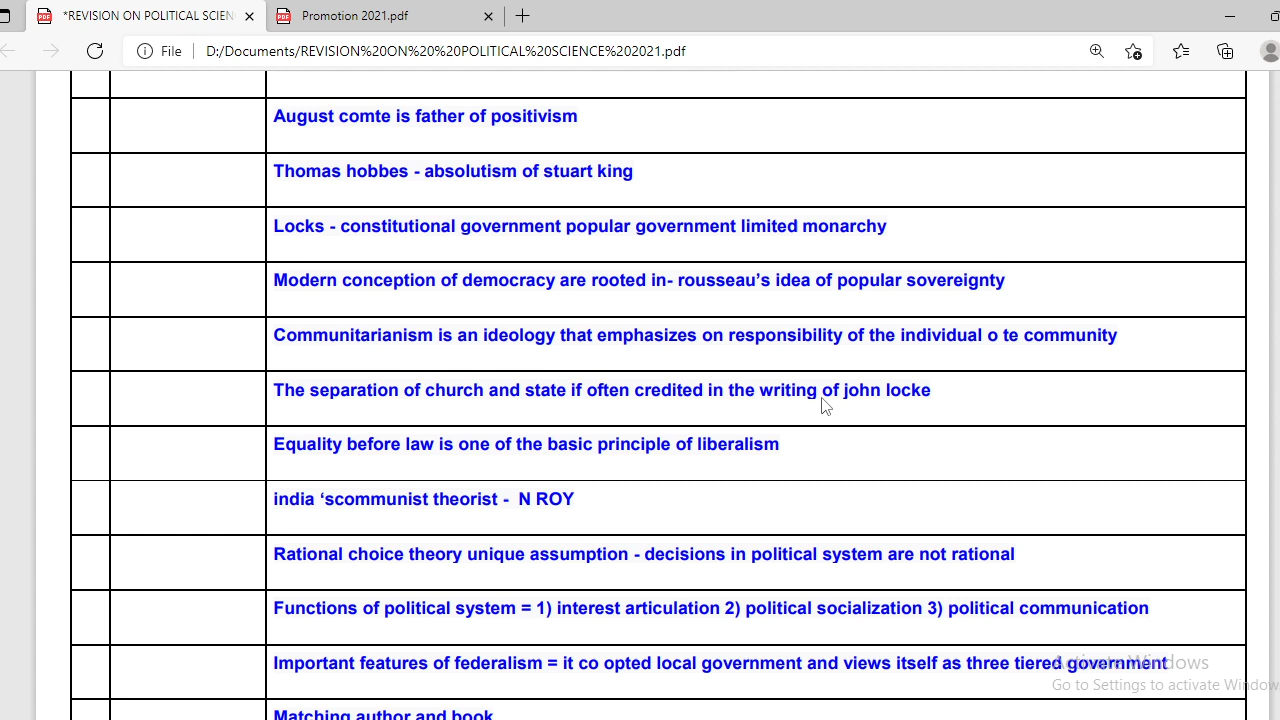 *REVISION ON POLITICAL SCIEN
Promotion 2021.pdf
File
D:/Documents/REVISION%20ON%20%20POLITICAL%20SCIENCE%202021.pdf
August comte is father of positivism
Thomas hobbes - absolutism of stuart king
Locks - constitutional government popular government limited monarchy
Modern conception of democracy are rooted in- rousseau’s idea of popular sovereignty
Communitarianism is an ideology that emphasizes on responsibility of the individual o te community
The separation of church and state if often credited in the writing of john locke
Equality before law is one of the basic principle of liberalism
india ‘scommunist theorist - N ROY
Rational choice theory unique assumption - decisions in political system are not rational
Functions of political system = 1) interest articulation 2) political socialization 3) political communication
Important features of federalism = it co opted local government and views itself as three tiered government
Activate Windows
Go to Settings to activate Window
Matching author and book